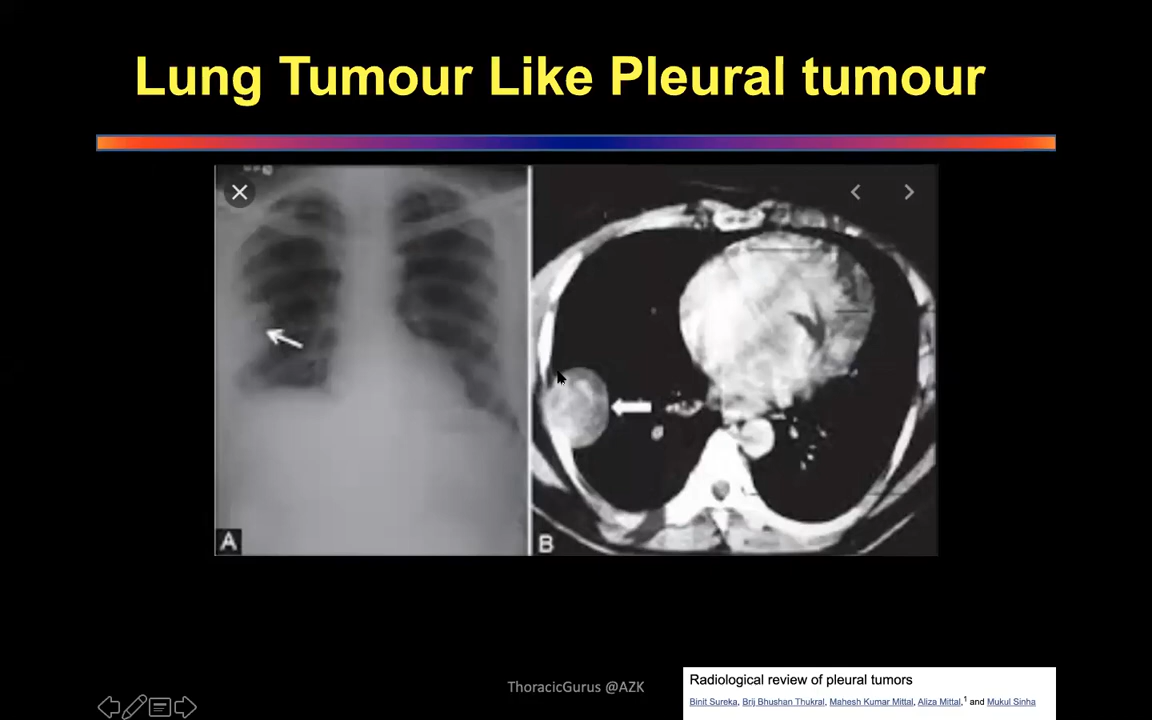 Lung Tumour Like Pleural tumour
A
B
ThoracicGurus @AZK
Radiological review of pleural tumors
Binit Sureka, Brij Bhushan Thukral, Mahesh Kumar Mittal, Aliza Mittal,1 and Mukul Sinha